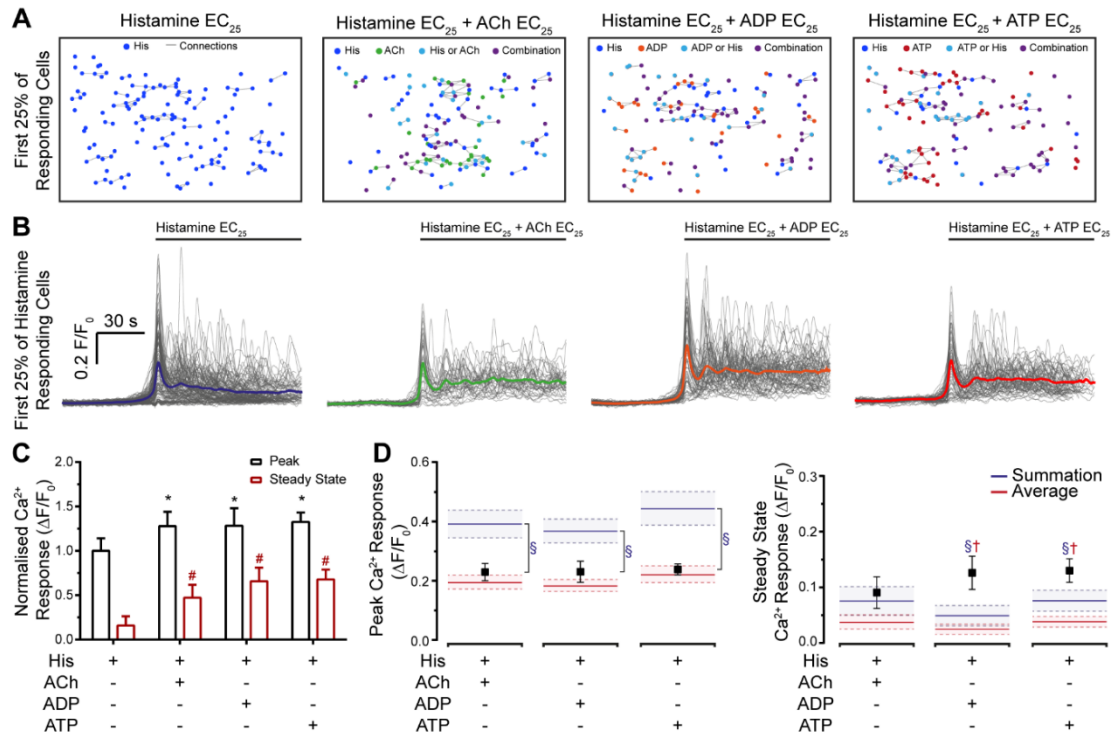 A
Histamine EC25
Histamine EC25 + ACh EC25
Histamine EC25 + ADP EC25
Histamine EC25 + ATP EC25
First 25% of
Responding Cells
His Connections
His ACh His or ACh Combination
His ADP ADP or His Combination
His ATP ATP or His Combination
B
Histamine EC25
Histamine EC25 + ACh EC25
Histamine EC25 + ADP EC25
Histamine EC25 + ATP EC25
First 25% of Histamine
Responding Cells
0.2 F/F0
30 s
C
Normalised Ca2+
Response (ΔF/F0)
2.0
1.5
1.0
0.5
0.0
Peak
Steady State
* * *
# # #
His + + + +
ACh - + - -
ADP - - + -
ATP - - - +
D
Peak Ca2+ Response
(ΔF/F0)
0.6
0.4
0.2
0.0
§ § §
His + + +
ACh + - -
ADP - + -
ATP - - +
Steady State
Ca2+ Response (ΔF/F0)
0.3
0.2
0.1
0.0
Summation
Average
§† §†
+ + +
+ - -
- + -
- - +